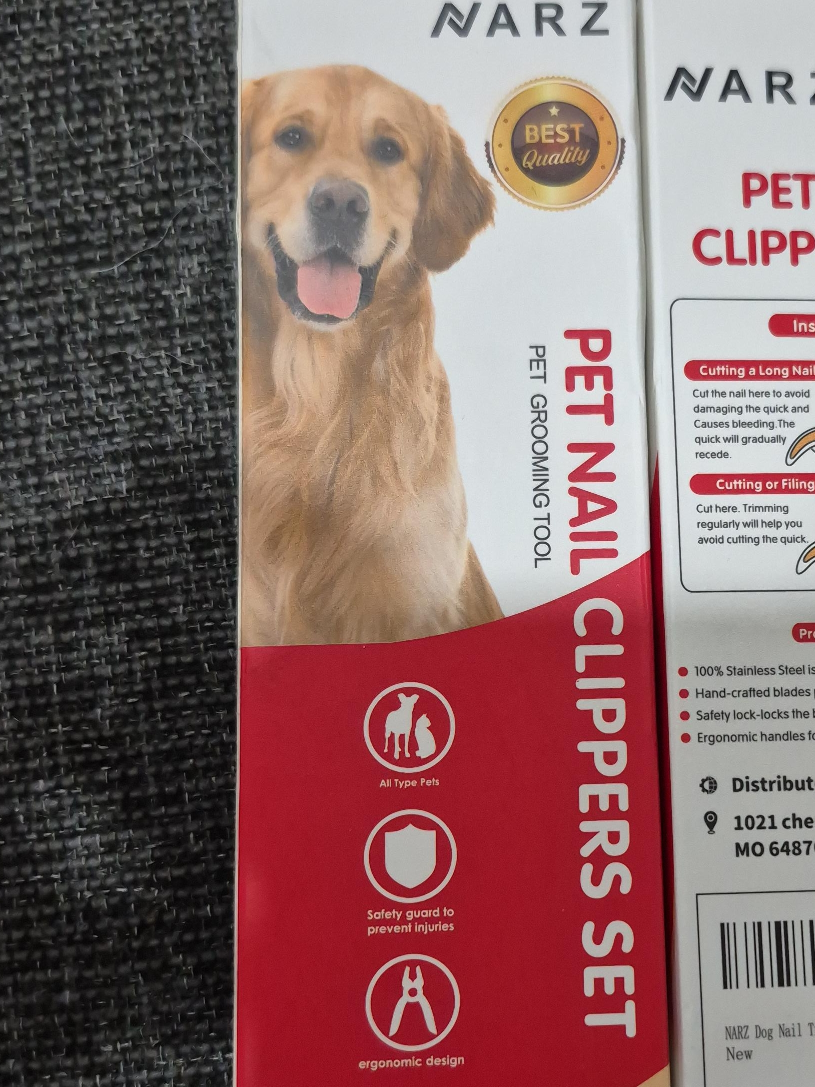 NARZ
BEST
Quality
PET NAIL CLIPPERS SET
PET GROOMING TOOL
All Type Pets
Safety guard to
prevent injuries
ergonomic design
NARZ
PET
CLIPP
Ins
Cutting a Long Nail
Cut the nail here to avoid
damaging the quick and
Causes bleeding.The
quick will gradually
recede.
Cutting or Filing
Cut here. Trimming
regularly will help you
avoid cutting the quick.
Pr
100% Stainless Steel is
Hand-crafted blades
Safety lock-locks the b
Ergonomic handles fo
Distribut
1021 che
MO 6487
NARZ Dog Nail T
New